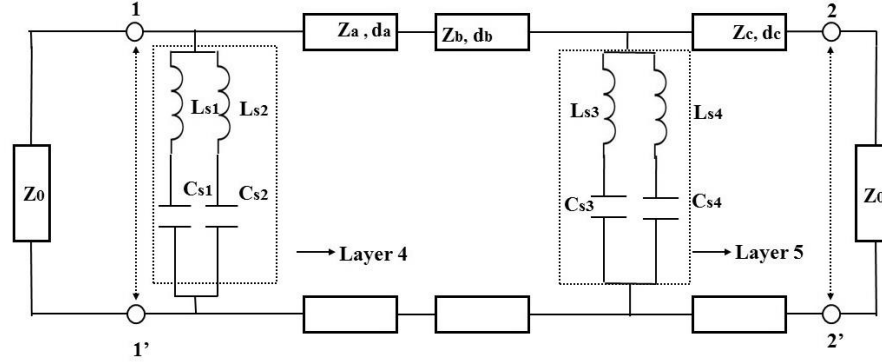 1
2
Za , da
Zb, db
Zc, dc
Ls1
Ls2
Ls3
Ls4
Z0
Cs1
Cs2
Cs3
Cs4
Z0
Layer 4
Layer 5
1’
2’